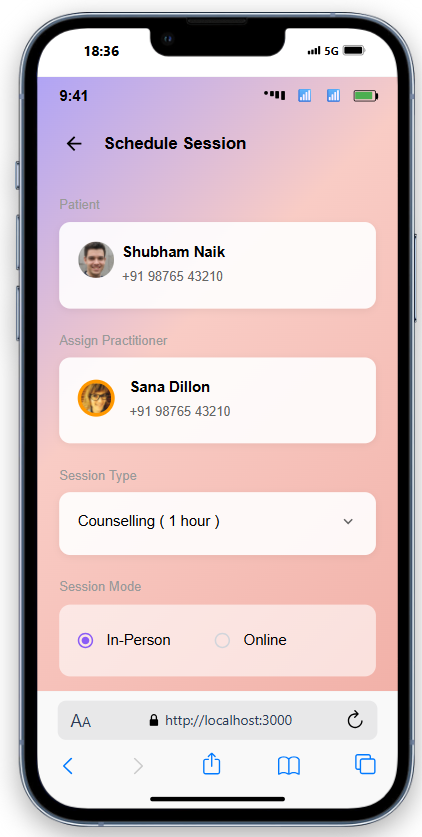 18:36
5G
9:41
Schedule Session
Patient
Shubham Naik
+91 98765 43210
Assign Practitioner
Sana Dillon
+91 98765 43210
Session Type
Counselling ( 1 hour )
Session Mode
In-Person
Online
AA
http://localhost:3000